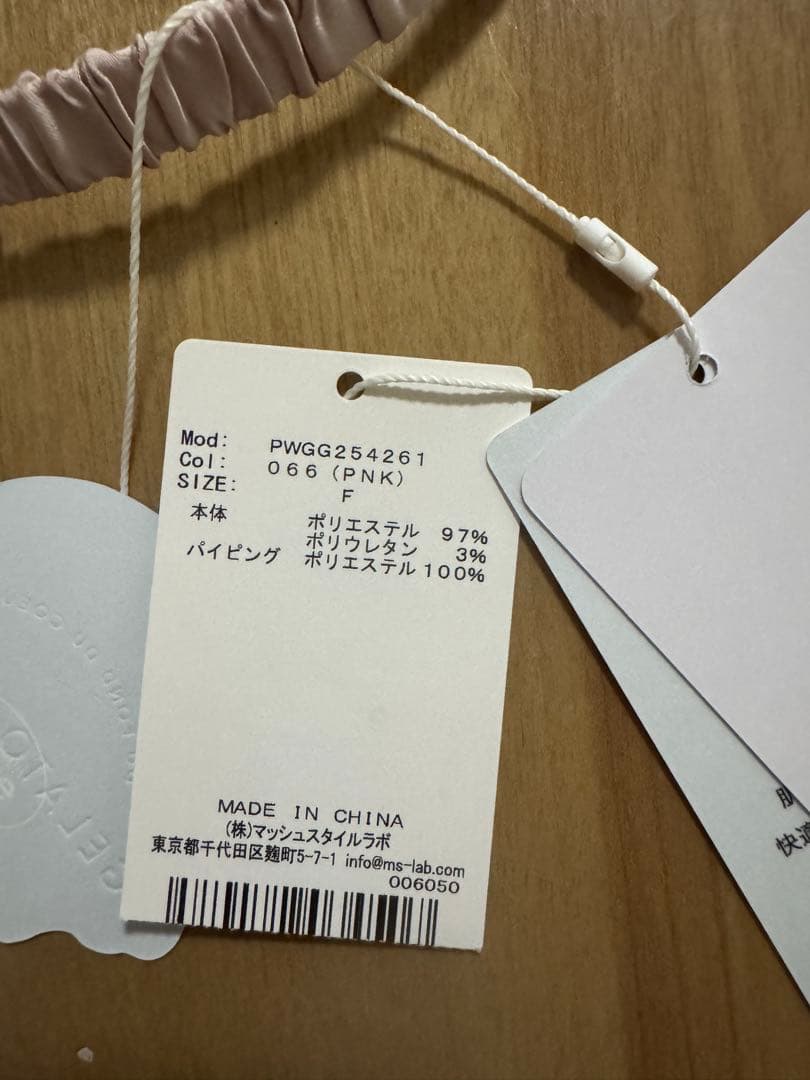 Mod: PWGG254261
Col: 066 (PNK)
SIZE: F
本体 ポリエステル 97%
ポリウレタン 3%
パイピング ポリエステル 100%
MADE IN CHINA
(株)マッシュスタイルラボ
東京都千代田区麹町5-7-1 info@ms-lab.com
006050
快適